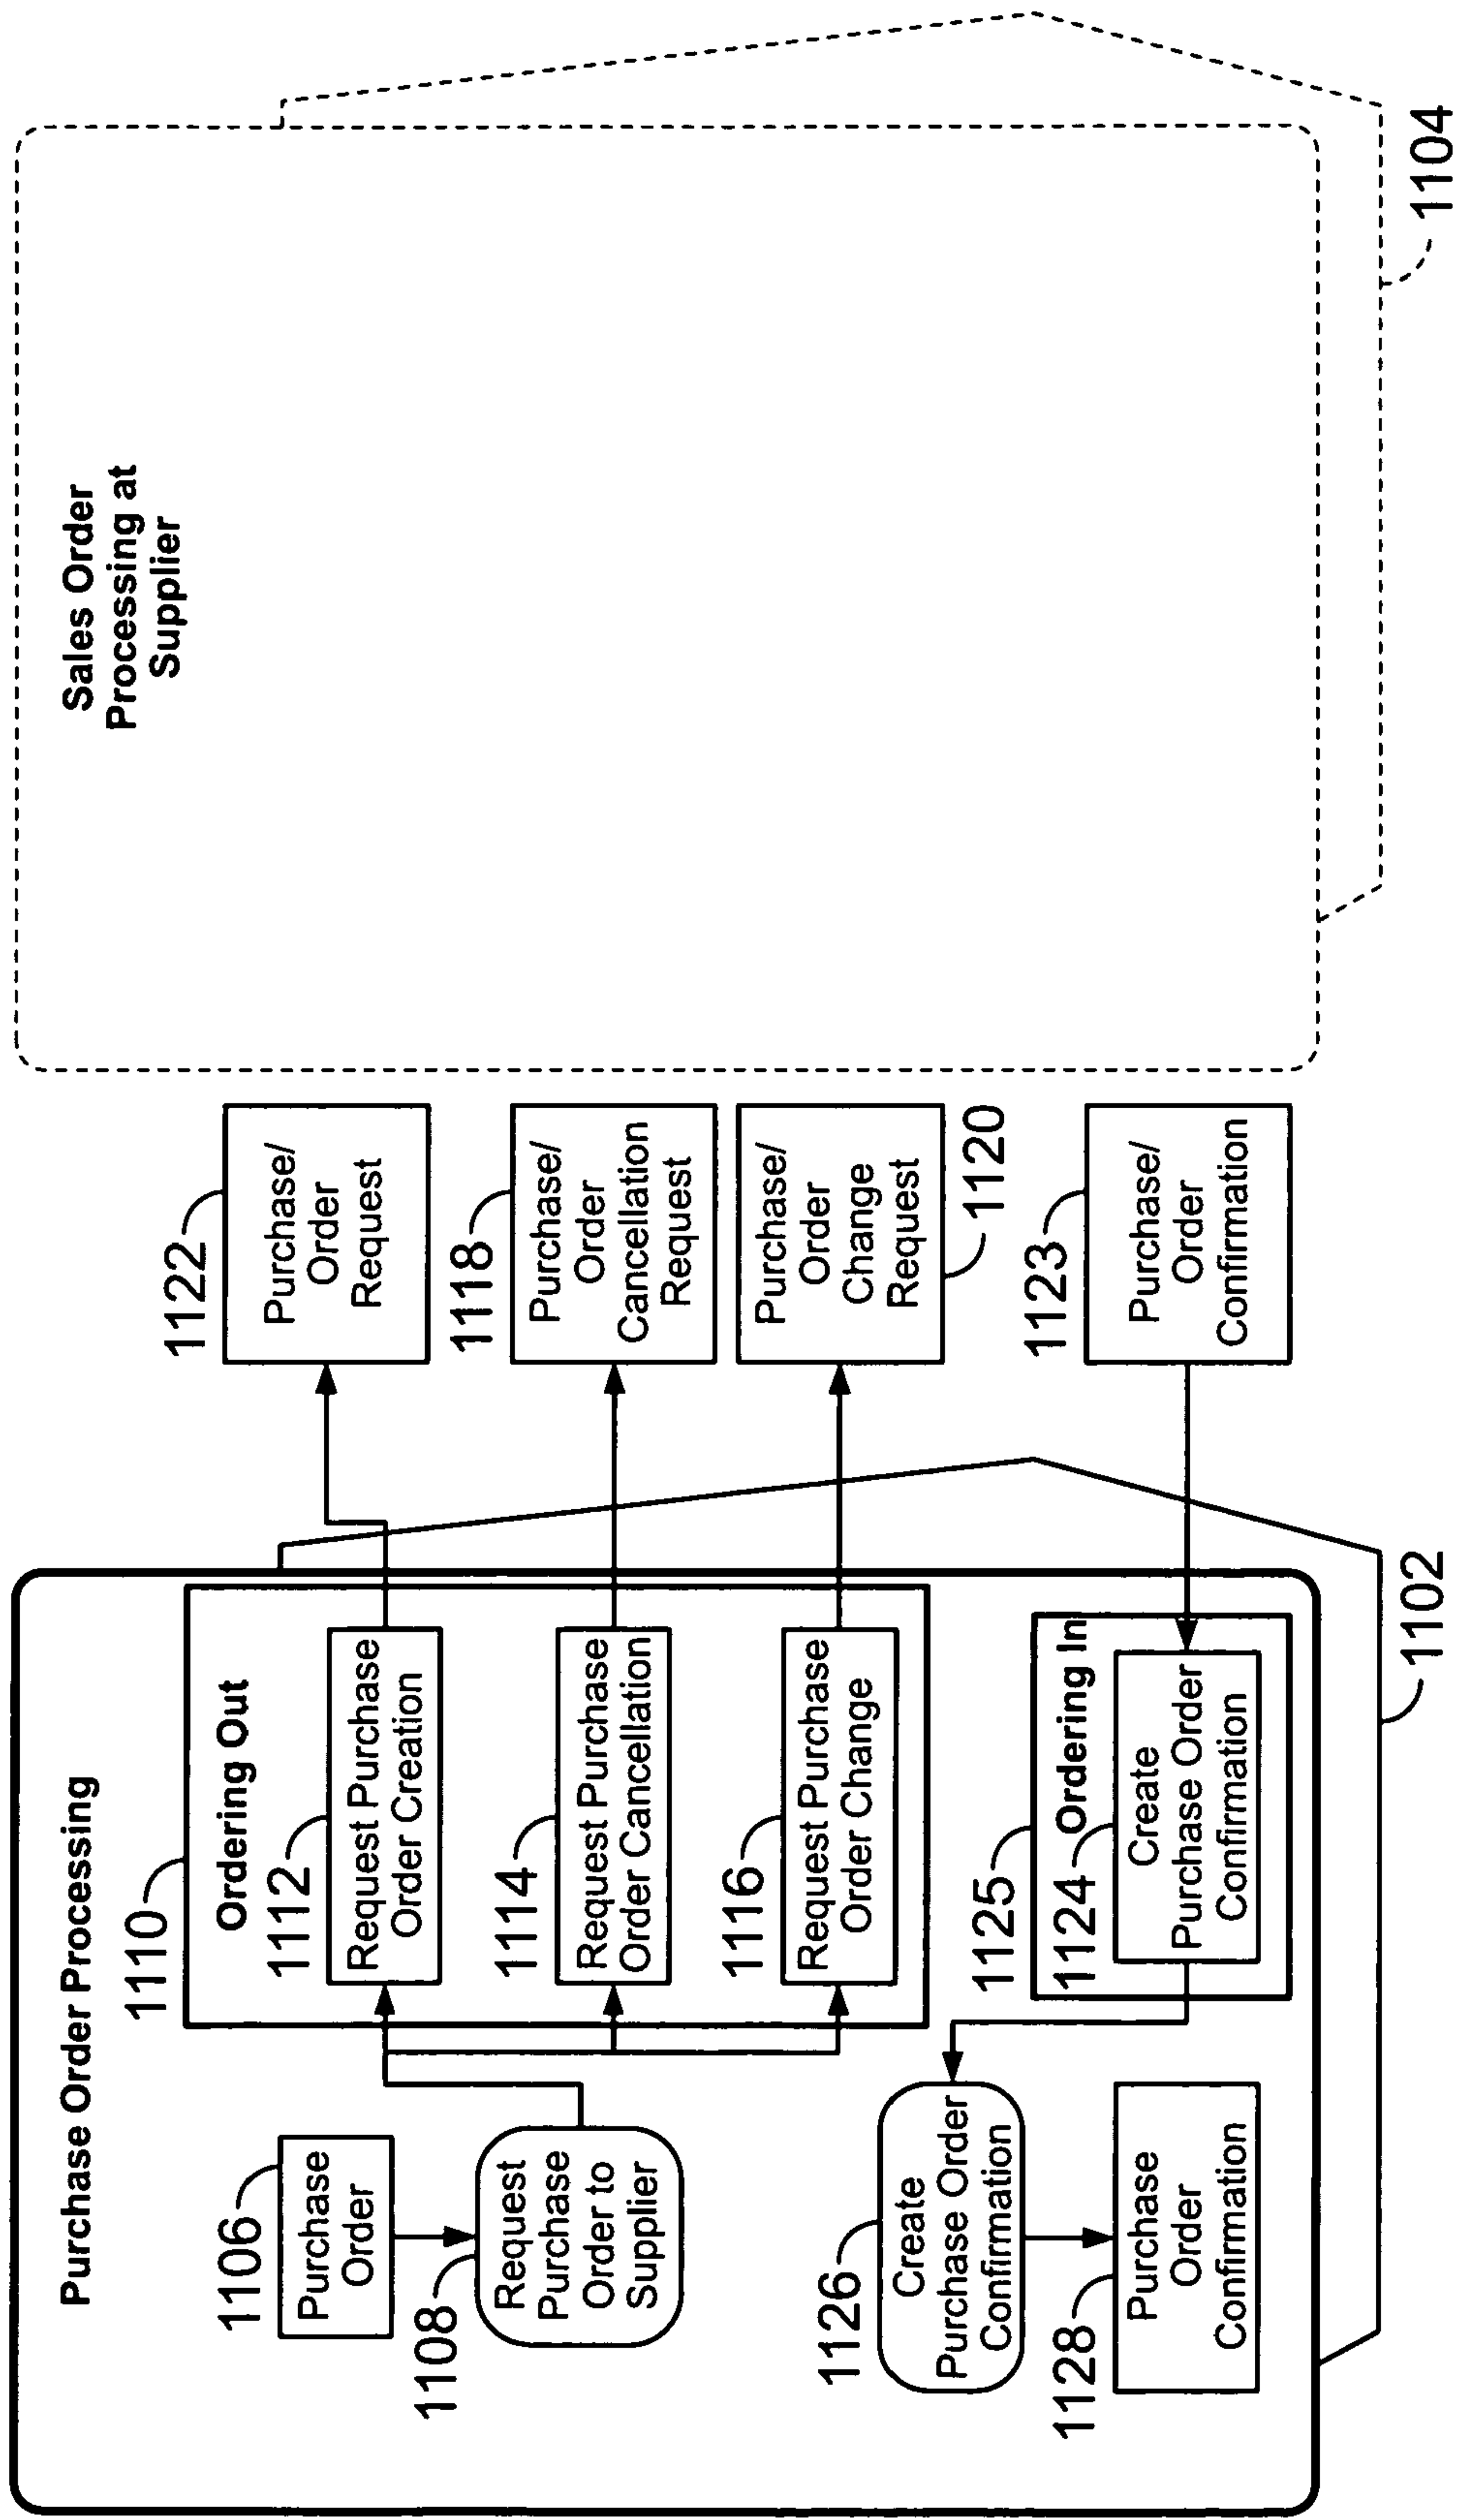 Purchase Order Processing
1106
Purchase
Order
1108
Request
Purchase
Order to
Supplier
1110
Ordering Out
1112
Request Purchase
Order Creation
1114
Request Purchase
Order Cancellation
1116
Request Purchase
Order Change
1125
Ordering In
1124
Create
Purchase Order
Confirmation
1126
Create
Purchase Order
Confirmation
1128
Purchase
Order
Confirmation
1102
1122
Purchase/
Order
Request
1118
Purchase/
Order
Cancellation
Request
Purchase/
Order
Change
Request
1120
1123
Purchase/
Order
Confirmation
Sales Order
Processing at
Supplier
1104